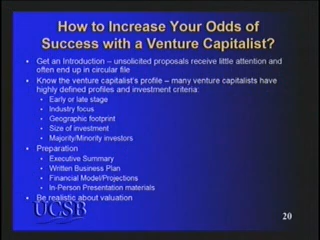 How to Increase Your Odds of
Success with a Venture Capitalist?
• Get an Introduction – unsolicited proposals receive little attention and
often end up in circular file
• Know the venture capitalist's profile – many venture capitalists have
highly defined profiles and investment criteria:
• Early or late stage
• Industry focus
• Geographic footprint
• Size of investment
• Majority/Minority investors
• Preparation
• Executive Summary
• Written Business Plan
• Financial Model/Projections
• In-Person Presentation materials
• Be realistic about valuation
UCSB
20